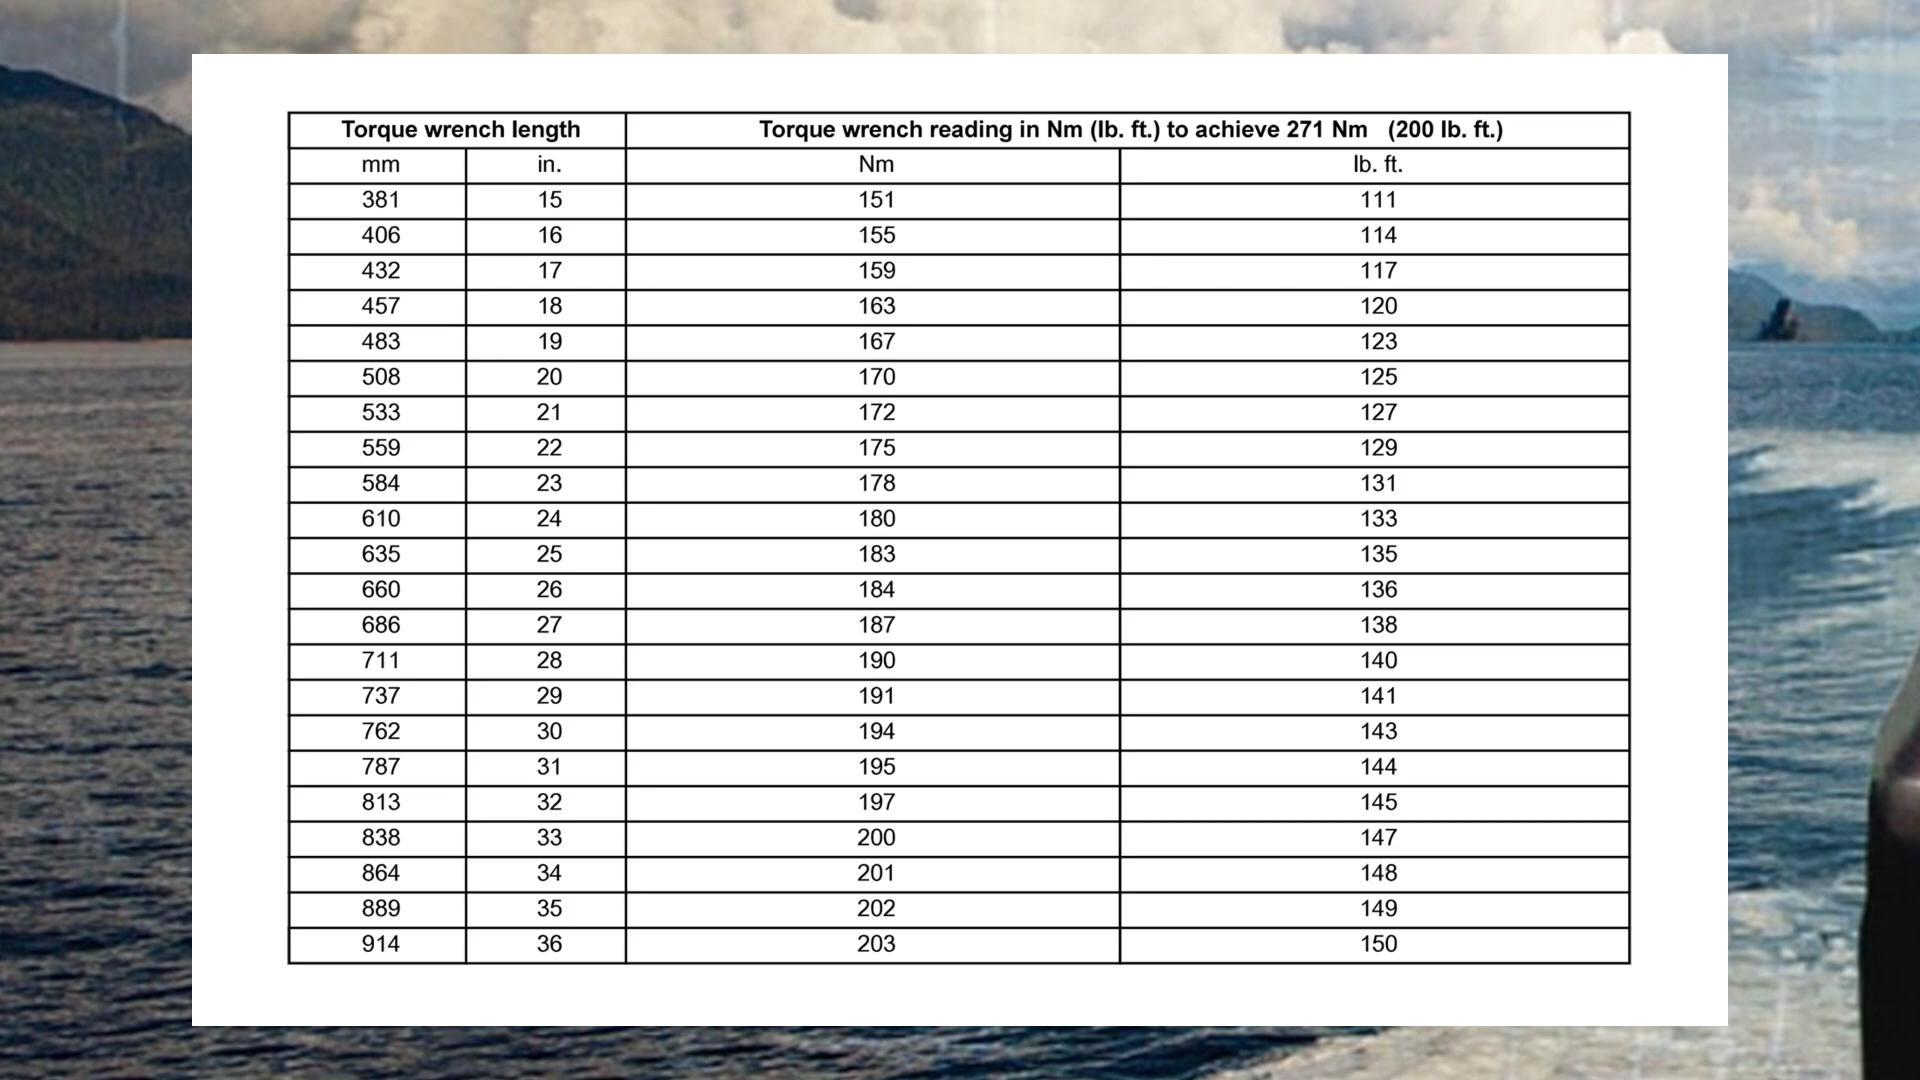 Torque wrench length Torque wrench reading in Nm (lb. ft.) to achieve 271 Nm (200 lb. ft.)
mm in. Nm lb. ft.
381 15 151 111
406 16 155 114
432 17 159 117
457 18 163 120
483 19 167 123
508 20 170 125
533 21 172 127
559 22 175 129
584 23 178 131
610 24 180 133
635 25 183 135
660 26 184 136
686 27 187 138
711 28 190 140
737 29 191 141
762 30 194 143
787 31 195 144
813 32 197 145
838 33 200 147
864 34 201 148
889 35 202 149
914 36 203 150